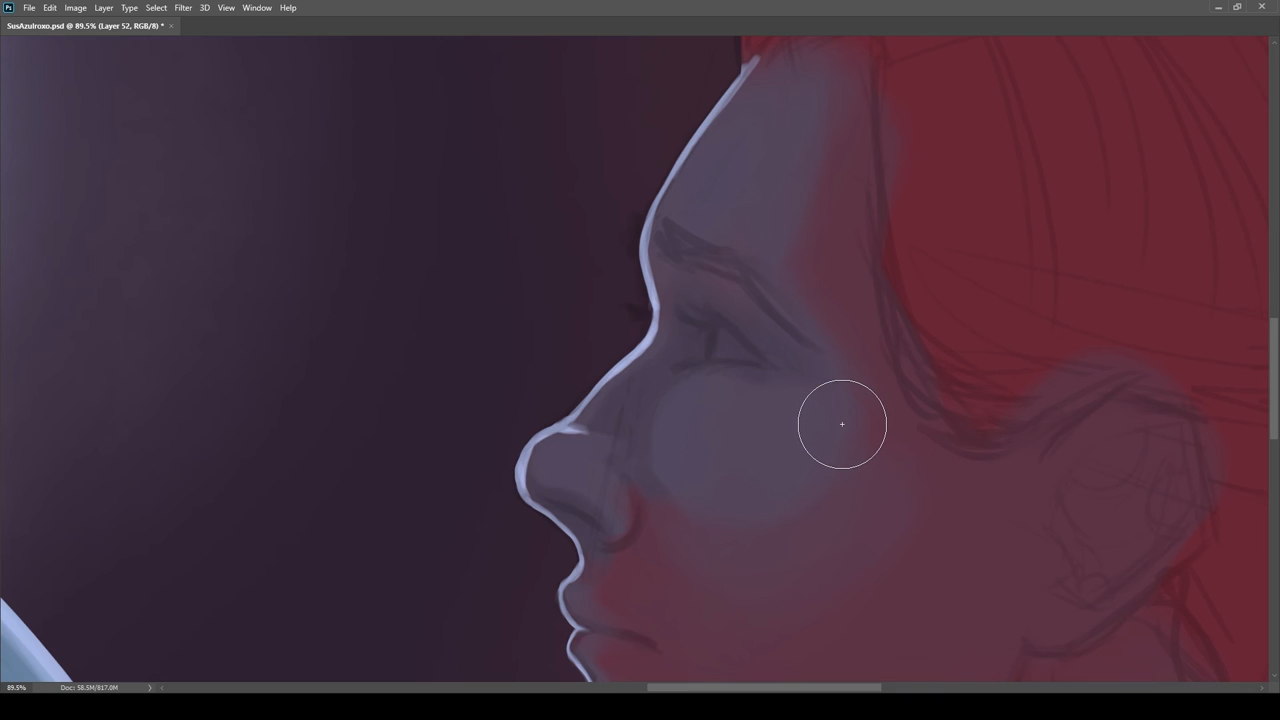 Ps File Edit Image Layer Type Select Filter 3D View Window Help
SusAzulroxo.psd @ 89.5% (Layer 52, RGB/8) *
89.5% Doc: 58.5M/817.0M